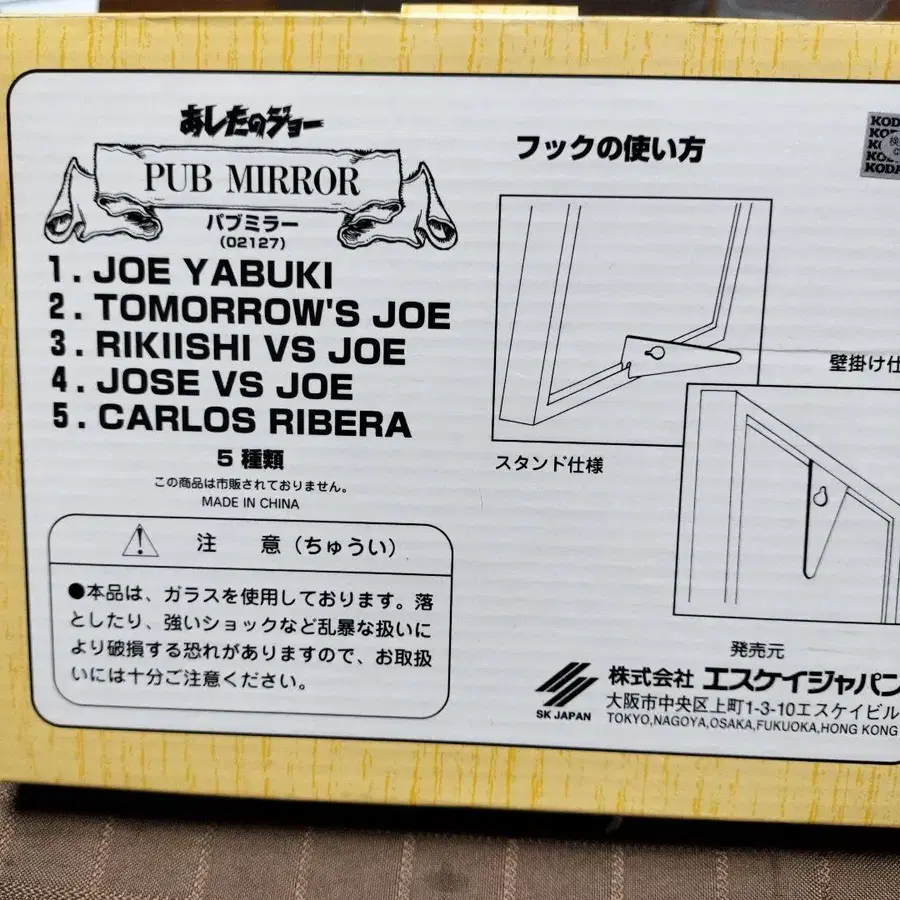 あしたのジョー
PUB MIRROR
パブミラー
(02127)
1. JOE YABUKI
2. TOMORROW'S JOE
3. RIKIISHI VS JOE
4. JOSE VS JOE
5. CARLOS RIBERA
5 種類
この商品は市販されておりません。
MADE IN CHINA
注 意(ちゅうい)
●本品は、ガラスを使用しております。落
としたり、強いショックなど乱暴な扱いに
より破損する恐れがありますので、お取扱
いには十分ご注意ください。
フックの使い方
スタンド仕様
壁掛け仕
発売元
SK JAPAN
株式会社 エスケイジャパン
大阪市中央区上町1-3-10エスケイビル
TOKYO,NAGOYA,OSAKA,FUKUOKA,HONG KONG